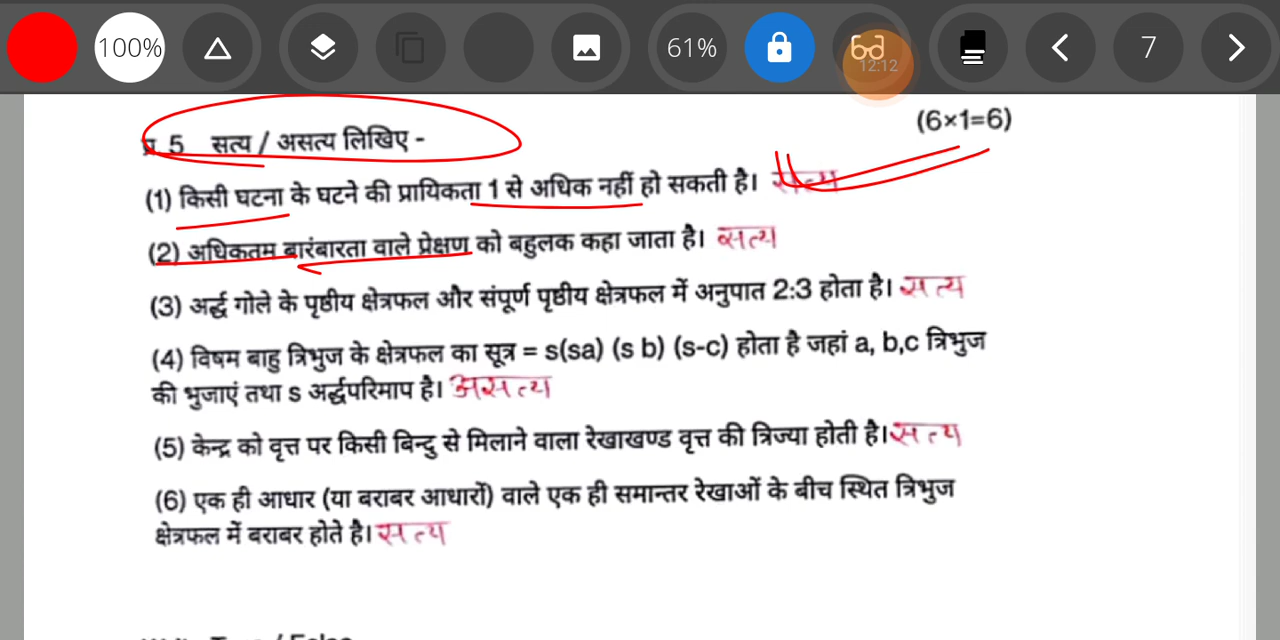 100%
61%
12:12
7
(6×1=6)
प्र 5 सत्य / असत्य लिखिए -
(1) किसी घटना के घटने की प्रायिकता 1 से अधिक नहीं हो सकती है। सत्य
(2) अधिकतम बारंबारता वाले प्रेक्षण को बहुलक कहा जाता है। सत्य
(3) अर्द्ध गोले के पृष्ठीय क्षेत्रफल और संपूर्ण पृष्ठीय क्षेत्रफल में अनुपात 2:3 होता है। सत्य
(4) विषम बाहु त्रिभुज के क्षेत्रफल का सूत्र = s(sa) (s b) (s-c) होता है जहां a, b,c त्रिभुज
की भुजाएं तथा s अर्द्धपरिमाप है। असत्य
(5) केन्द्र को वृत्त पर किसी बिन्दु से मिलाने वाला रेखाखण्ड वृत्त की त्रिज्या होती है। सत्य
(6) एक ही आधार (या बराबर आधारों) वाले एक ही समान्तर रेखाओं के बीच स्थित त्रिभुज
क्षेत्रफल में बराबर होते है। सत्य